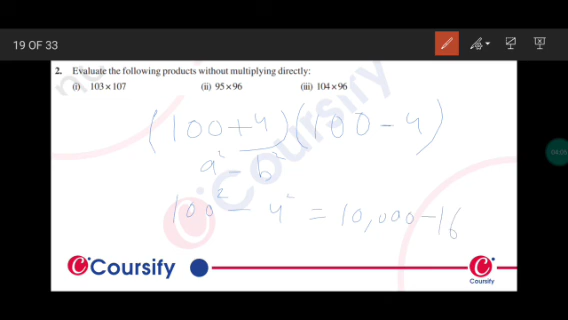 19 OF 33
2. Evaluate the following products without multiplying directly:
(i) 103 × 107 (ii) 95 × 96 (iii) 104 × 96
(100+4)(100-4)
a² - b²
100² - 4² = 10,000-16
Coursify
Coursify
Coursify